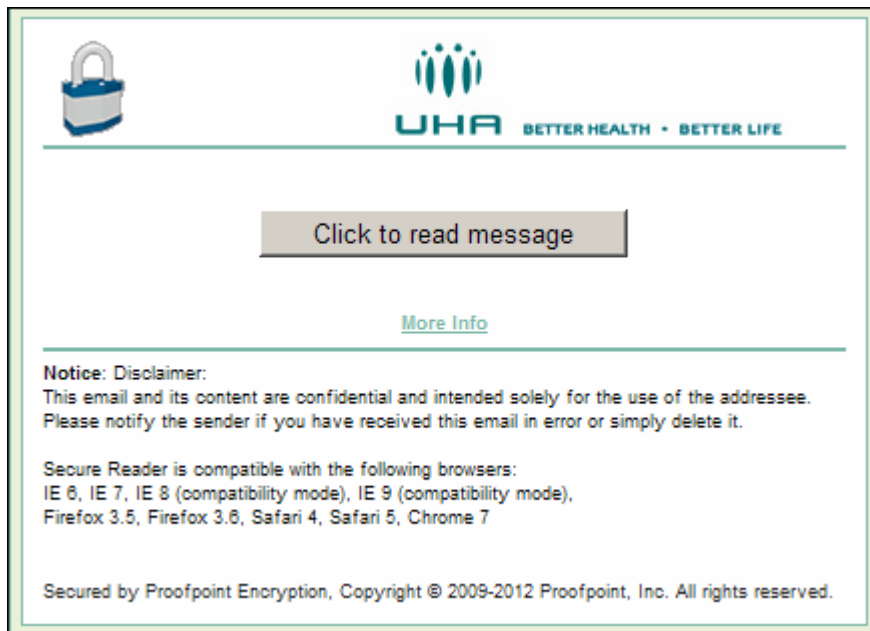 UHA BETTER HEALTH • BETTER LIFE
Click to read message
More Info
Notice: Disclaimer:
This email and its content are confidential and intended solely for the use of the addressee.
Please notify the sender if you have received this email in error or simply delete it.
Secure Reader is compatible with the following browsers:
IE 6, IE 7, IE 8 (compatibility mode), IE 9 (compatibility mode),
Firefox 3.5, Firefox 3.6, Safari 4, Safari 5, Chrome 7
Secured by Proofpoint Encryption, Copyright © 2009-2012 Proofpoint, Inc. All rights reserved.